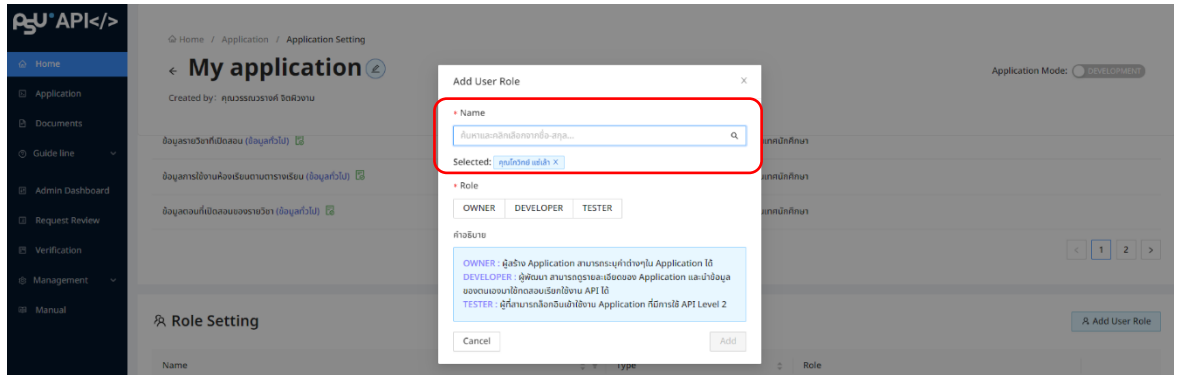 PSU API</>
Home / Application / Application Setting
Home
← My application
Application Mode: DEVELOPMENT
Application
Created by: คุณวรรณวรางค์ จิตผิวงาม
Documents
Guide line
Admin Dashboard
Request Review
Verification
Management
Manual
ข้อมูลรายวิชาที่เปิดสอน (ข้อมูลทั่วไป)
ข้อมูลการใช้งานห้องเรียนตามตารางเรียน (ข้อมูลทั่วไป)
ข้อมูลตอนที่เปิดสอนของรายวิชา (ข้อมูลทั่วไป)
Add User Role
* Name
ค้นหาและคลิกเลือกจากชื่อ-สกุล...
Selected: คุณโกวิทย์ แซ่เล้า ×
* Role
OWNER DEVELOPER TESTER
คำอธิบาย
OWNER : ผู้สร้าง Application สามารถระบุค่าต่างๆใน Application ได้
DEVELOPER : ผู้พัฒนา สามารถดูรายละเอียดของ Application และนำข้อมูล
ของตนเองมาใช้ทดสอบเรียกใช้งาน API ได้
TESTER : ผู้ที่สามารถล็อกอินเข้าใช้งาน Application ที่มีการใช้ API Level 2
Cancel Add
< 1 2 >
Role Setting
Add User Role
Name Type Role